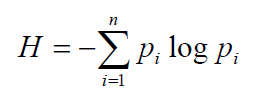 H = −∑_{i=1}^{n} p_i log p_i